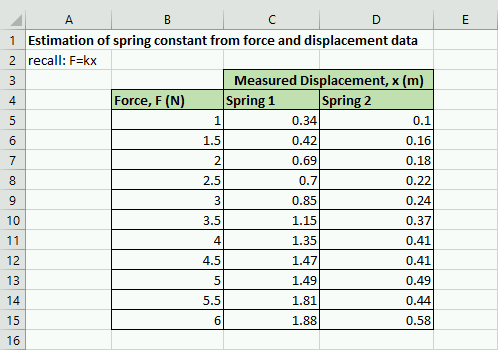 A B C D E
1 Estimation of spring constant from force and displacement data
2 recall: F=kx
3 Measured Displacement, x (m)
4 Force, F (N) Spring 1 Spring 2
5 1 0.34 0.1
6 1.5 0.42 0.16
7 2 0.69 0.18
8 2.5 0.7 0.22
9 3 0.85 0.24
10 3.5 1.15 0.37
11 4 1.35 0.41
12 4.5 1.47 0.41
13 5 1.49 0.49
14 5.5 1.81 0.44
15 6 1.88 0.58
16